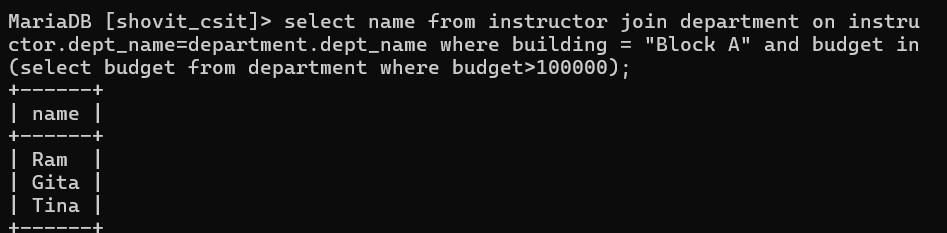 MariaDB [shovit_csit]> select name from instructor join department on instru
ctor.dept_name=department.dept_name where building = "Block A" and budget in
(select budget from department where budget>100000);
+------+
| name |
+------+
| Ram  |
| Gita |
| Tina |
+------+